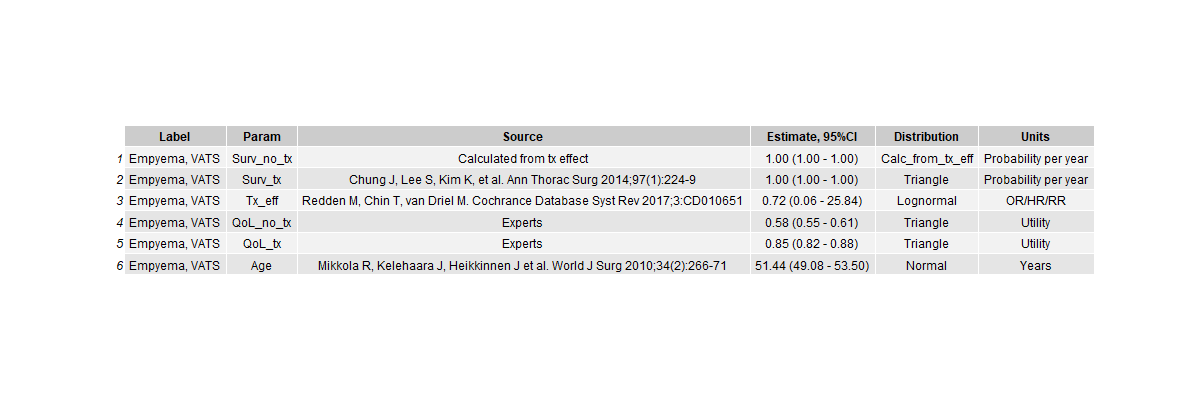 Label Param Source Estimate, 95%CI Distribution Units
1 Empyema, VATS Surv_no_tx Calculated from tx effect 1.00 (1.00 - 1.00) Calc_from_tx_eff Probability per year
2 Empyema, VATS Surv_tx Chung J, Lee S, Kim K, et al. Ann Thorac Surg 2014;97(1):224-9 1.00 (1.00 - 1.00) Triangle Probability per year
3 Empyema, VATS Tx_eff Redden M, Chin T, van Driel M. Cochrance Database Syst Rev 2017;3:CD010651 0.72 (0.06 - 25.84) Lognormal OR/HR/RR
4 Empyema, VATS QoL_no_tx Experts 0.58 (0.55 - 0.61) Triangle Utility
5 Empyema, VATS QoL_tx Experts 0.85 (0.82 - 0.88) Triangle Utility
6 Empyema, VATS Age Mikkola R, Kelehaara J, Heikkinen J et al. World J Surg 2010;34(2):266-71 51.44 (49.08 - 53.50) Normal Years